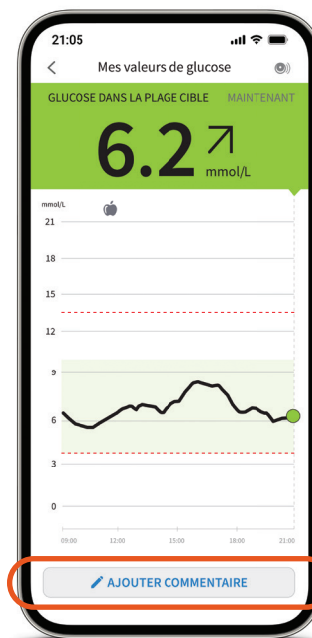 21:05
Mes valeurs de glucose
GLUCOSE DANS LA PLAGE CIBLE MAINTENANT
6.2
mmol/L
mmol/L
21
18
15
12
9
6
3
0
09:00 12:00 15:00 18:00 21:00
AJOUTER COMMENTAIRE